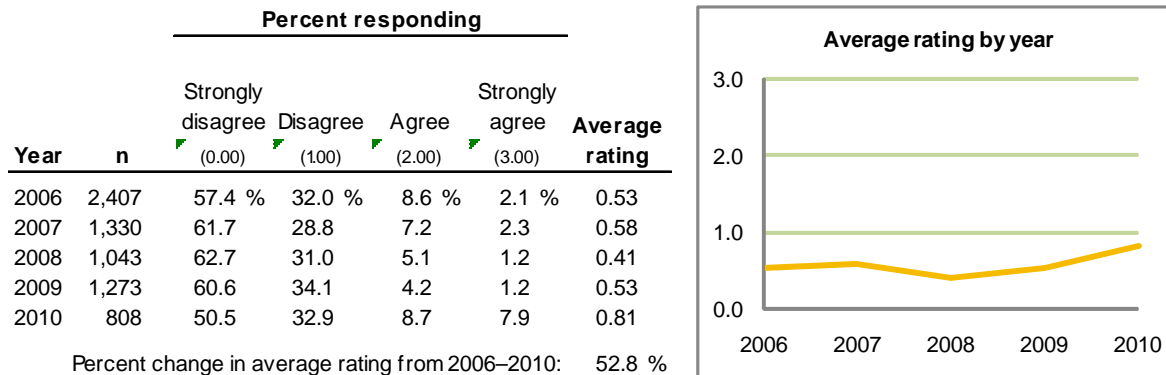 Percent responding
Strongly disagree (0.00)
Disagree (1.00)
Agree (2.00)
Strongly agree (3.00)
Average rating
Year n
2006 2,407 57.4 % 32.0 % 8.6 % 2.1 % 0.53
2007 1,330 61.7 28.8 7.2 2.3 0.58
2008 1,043 62.7 31.0 5.1 1.2 0.41
2009 1,273 60.6 34.1 4.2 1.2 0.53
2010 808 50.5 32.9 8.7 7.9 0.81
Percent change in average rating from 2006–2010: 52.8 %
Average rating by year
3.0
2.0
1.0
0.0
2006 2007 2008 2009 2010